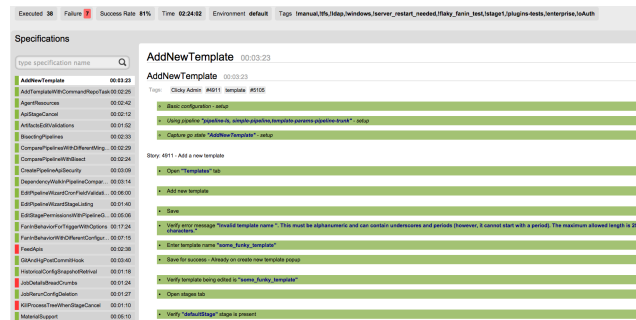 Executed 38 Failure 7 Success Rate 81% Time 02:24:02 Environment default Tags !manual,!tfs,!ldap,!windows,!server_restart_needed,!flaky_fanin_test,!stage1,!plugins-tests,!enterprise,!oAuth
Specifications
type specification name
AddNewTemplate 00:03:23
AddTemplateWithCommandRepoTask 00:02:25
AgentResources 00:02:42
ApiStageCancel 00:02:12
ArtifactsEditValidations 00:01:52
BisectingPipelines 00:02:33
ComparePipelinesWithDifferentMing... 00:02:29
ComparePipelineWithBisect 00:02:24
CreatePipelineApiSecurity 00:03:09
DependencyWalkInPipelineCompar... 00:03:14
EditPipelineWizardCronFieldValidati... 00:06:00
EditPipelineWizardStageListing 00:01:40
EditStagePermissionsWithPipelineG... 00:05:06
FanInBehaviorForTriggerWithOptions 00:17:24
FanInBehaviorWithDifferentConfigur... 00:07:15
FeedApis 00:02:38
GitAndHgPostCommitHook 00:03:40
HistoricalConfigSnapshotRetrival 00:01:18
JobDetailsBreadCrumbs 00:01:24
JobRerunConfigDeletion 00:01:27
KillProcessTreeWhenStageCancel 00:01:10
MaterialSupport 00:05:10
AddNewTemplate 00:03:23
AddNewTemplate 00:03:23
Tags: Clicky Admin #4911 template #5105
• Basic configuration - setup
• Using pipeline "pipeline-ls, simple-pipeline,template-params-pipeline-trunk" - setup
• Capture go state "AddNewTemplate" - setup
Story: 4911 - Add a new template
• Open "Templates" tab
• Add new template
• Save
• Verify error message "Invalid template name ''. This must be alphanumeric and can contain underscores and periods (however, it cannot start with a period). The maximum allowed length is
characters."
• Enter template name "some_funky_template"
• Save for success - Already on create new template popup
• Verify template being edited is "some_funky_template"
• Open stages tab
• Verify "defaultStage" stage is present